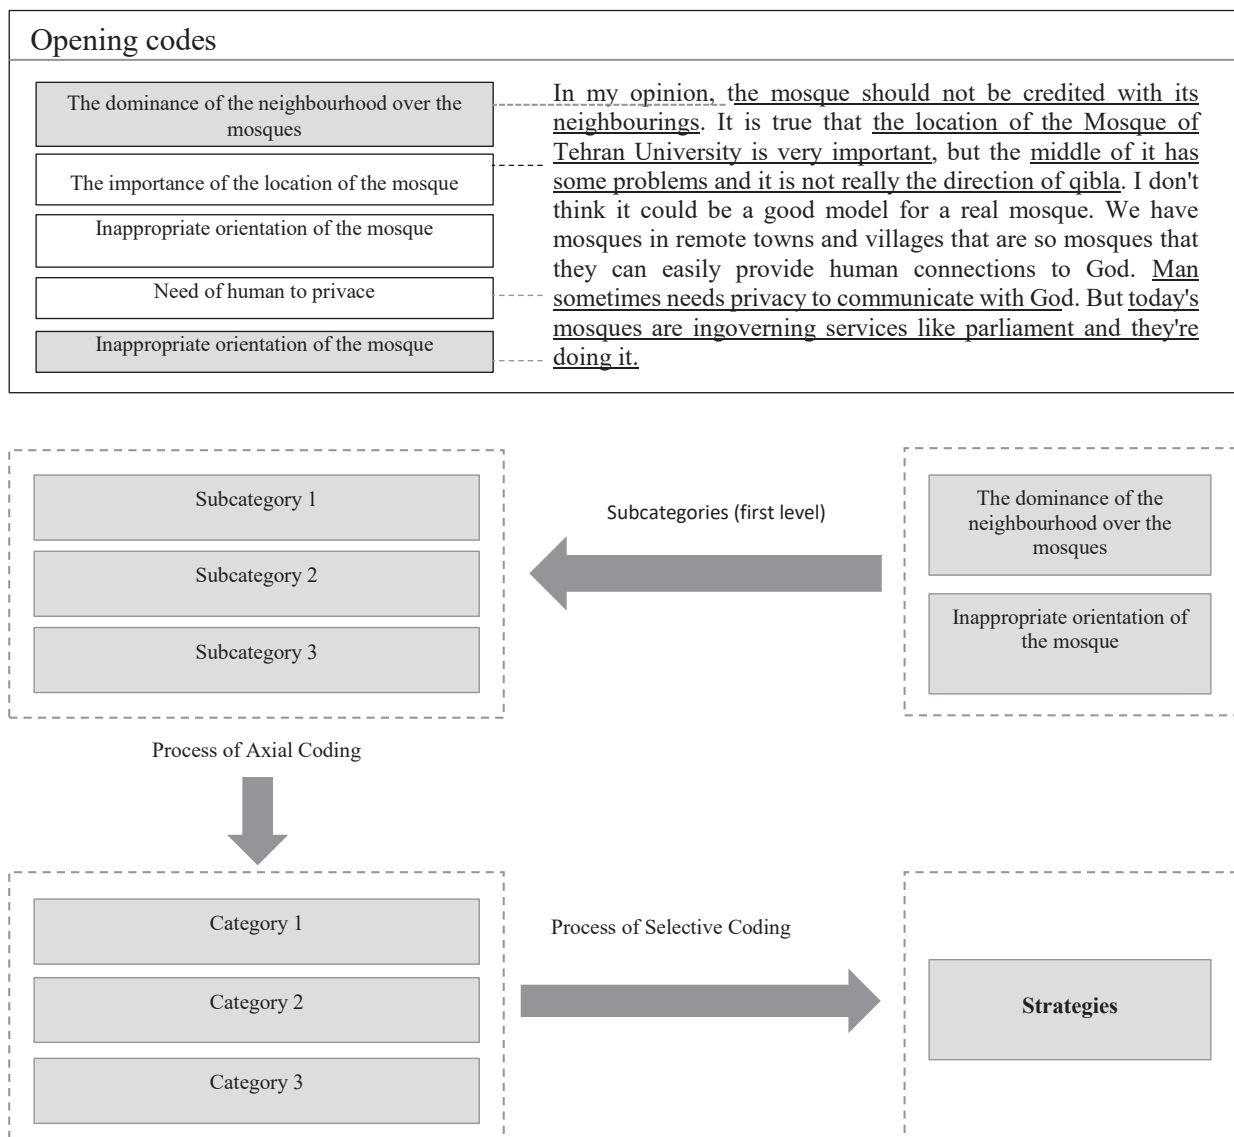 Opening codes
The dominance of the neighbourhood over the
mosques
The importance of the location of the mosque
Inappropriate orientation of the mosque
Need of human to privace
Inappropriate orientation of the mosque
In my opinion, the mosque should not be credited with its
neighbourings. It is true that the location of the Mosque of
Tehran University is very important, but the middle of it has
some problems and it is not really the direction of qibla. I don't
think it could be a good model for a real mosque. We have
mosques in remote towns and villages that are so mosques that
they can easily provide human connections to God. Man
sometimes needs privacy to communicate with God. But today's
mosques are ingoverning services like parliament and they're
doing it.
Subcategory 1
Subcategory 2
Subcategory 3
Subcategories (first level)
The dominance of the
neighbourhood over the
mosques
Inappropriate orientation of
the mosque
Process of Axial Coding
Category 1
Category 2
Category 3
Process of Selective Coding
Strategies